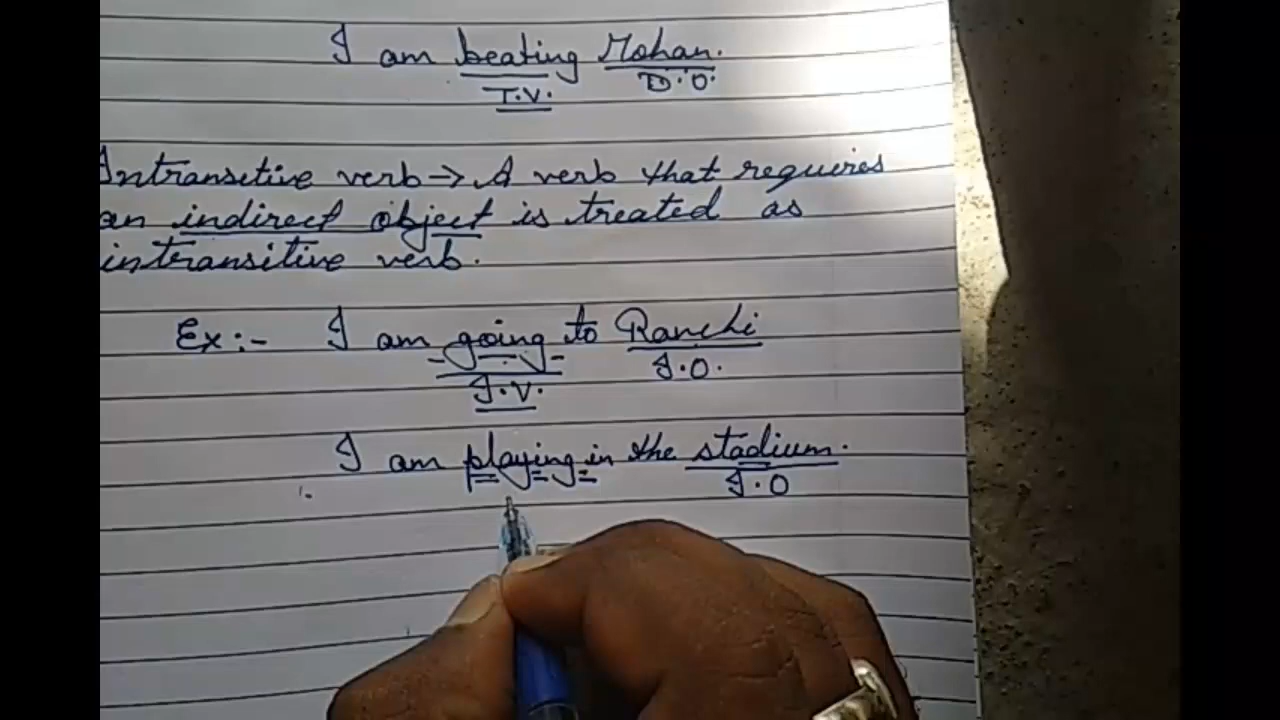 I am beating Mohan.
T.V. D.O.
Intransitive verb → A verb that requires
an indirect object is treated as
intransitive verb.
Ex:- I am going to Ranchi
I.O.
I.V.
I am playing in the stadium.
I.O